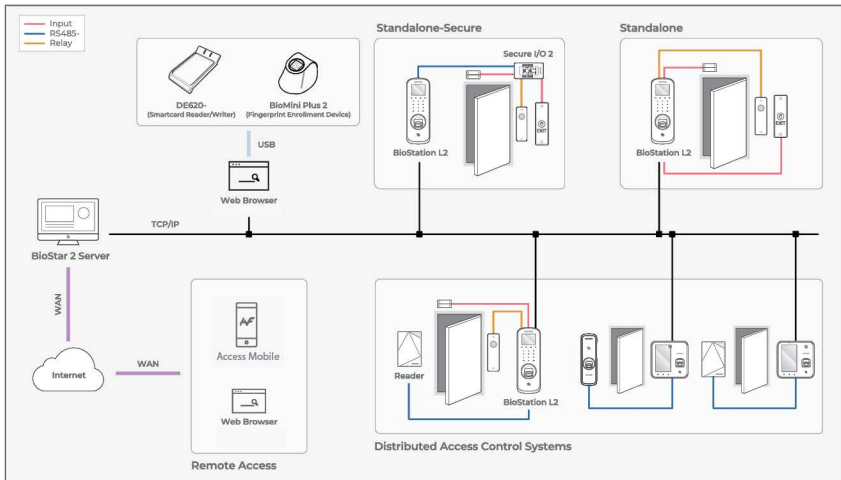 Input
RS485-
Relay
DE620-
(Smartcard Reader/Writer)
BioMini Plus 2
(Fingerprint Enrollment Device)
USB
Web Browser
Standalone-Secure
Secure I/O 2
EXIT
BioStation L2
Standalone
EXIT
BioStation L2
TCP/IP
BioStar 2 Server
WAN
Internet
WAN
Access Mobile
Web Browser
Remote Access
Reader
BioStation L2
Distributed Access Control Systems